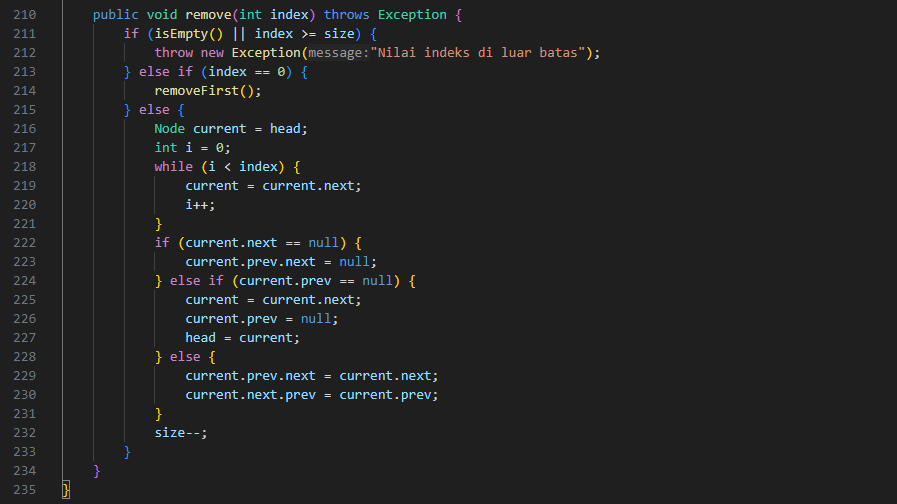 210 public void remove(int index) throws Exception {
211 if (isEmpty() || index >= size) {
212 throw new Exception(message:"Nilai indeks di luar batas");
213 } else if (index == 0) {
214 removeFirst();
215 } else {
216 Node current = head;
217 int i = 0;
218 while (i < index) {
219 current = current.next;
220 i++;
221 }
222 if (current.next == null) {
223 current.prev.next = null;
224 } else if (current.prev == null) {
225 current = current.next;
226 current.prev = null;
227 head = current;
228 } else {
229 current.prev.next = current.next;
230 current.next.prev = current.prev;
231 }
232 size--;
233 }
234 }
235 }